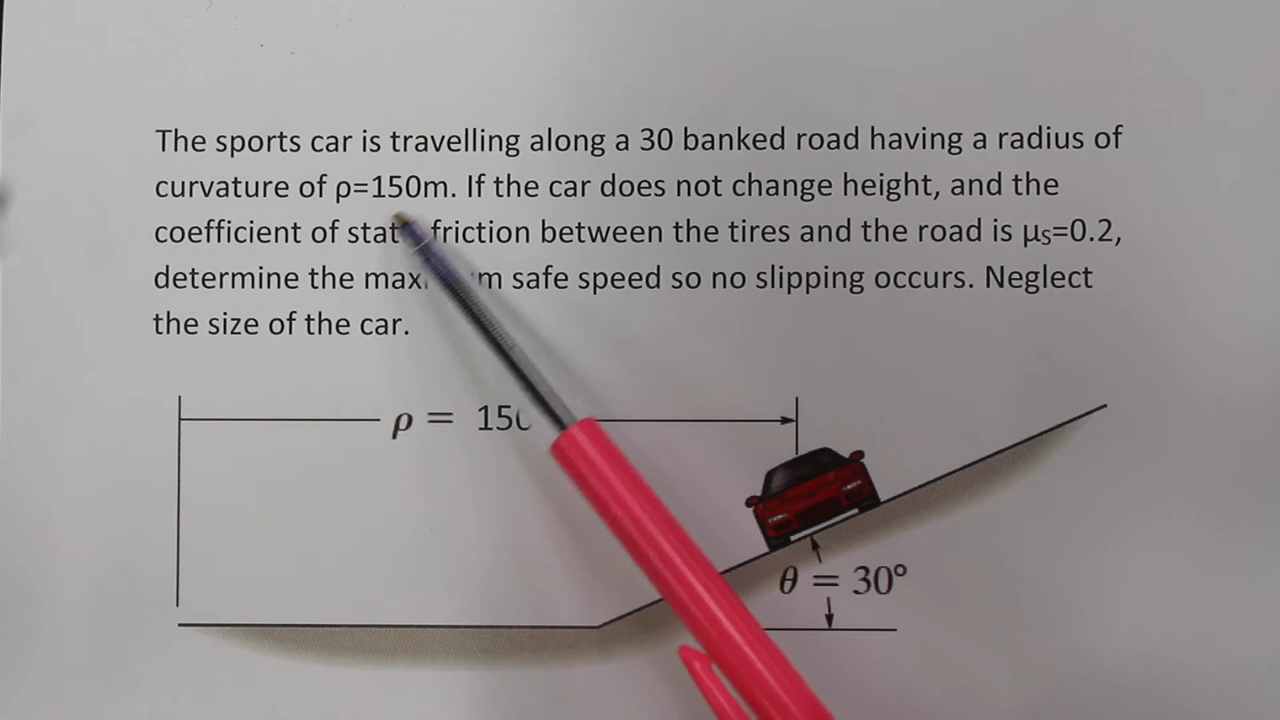 The sports car is travelling along a 30 banked road having a radius of
curvature of ρ=150m. If the car does not change height, and the
coefficient of friction between the tires and the road is μS=0.2,
determine the safe speed so no slipping occurs. Neglect
the size of the car.
ρ =
θ = 30°